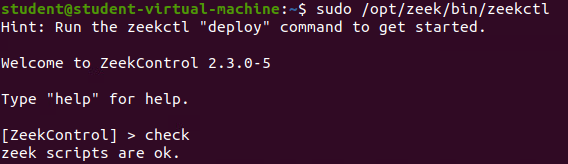 student@student-virtual-machine:~$ sudo /opt/zeek/bin/zeekctl
Hint: Run the zeekctl "deploy" command to get started.
Welcome to ZeekControl 2.3.0-5
Type "help" for help.
[ZeekControl] > check
zeek scripts are ok.